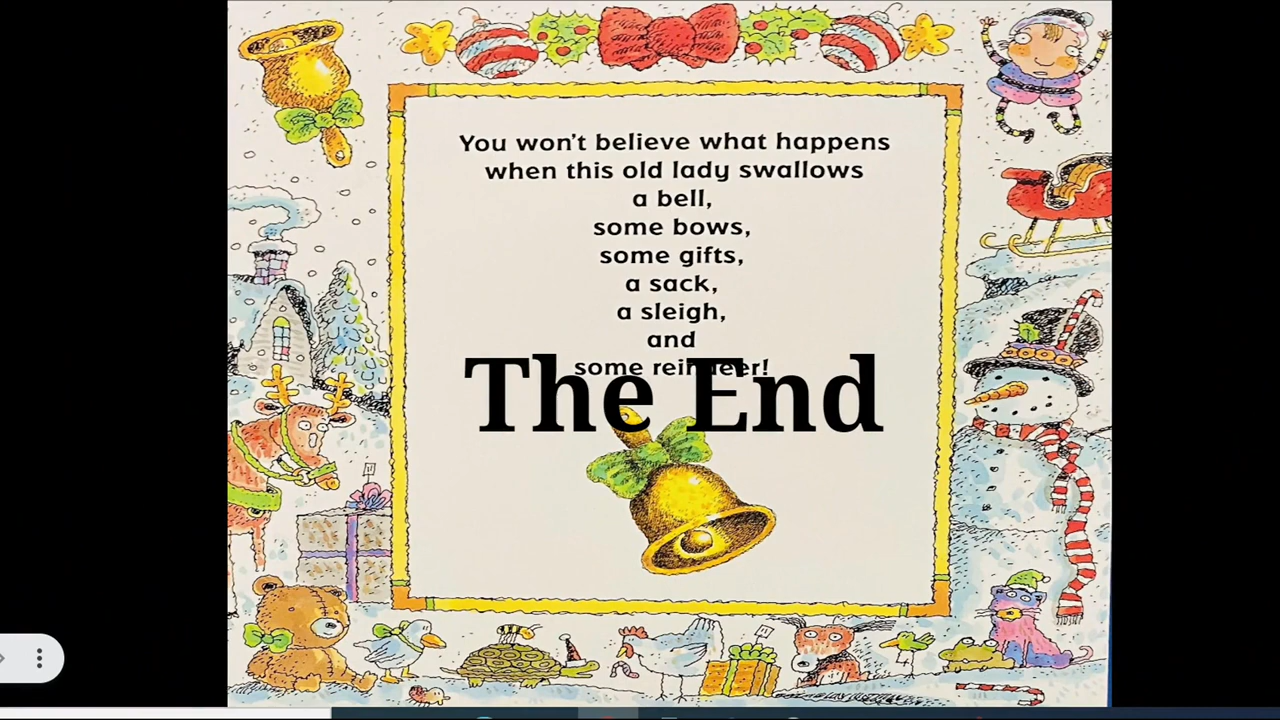 You won't believe what happens
when this old lady swallows
a bell,
some bows,
some gifts,
a sack,
a sleigh,
and
some reindeer!
The End